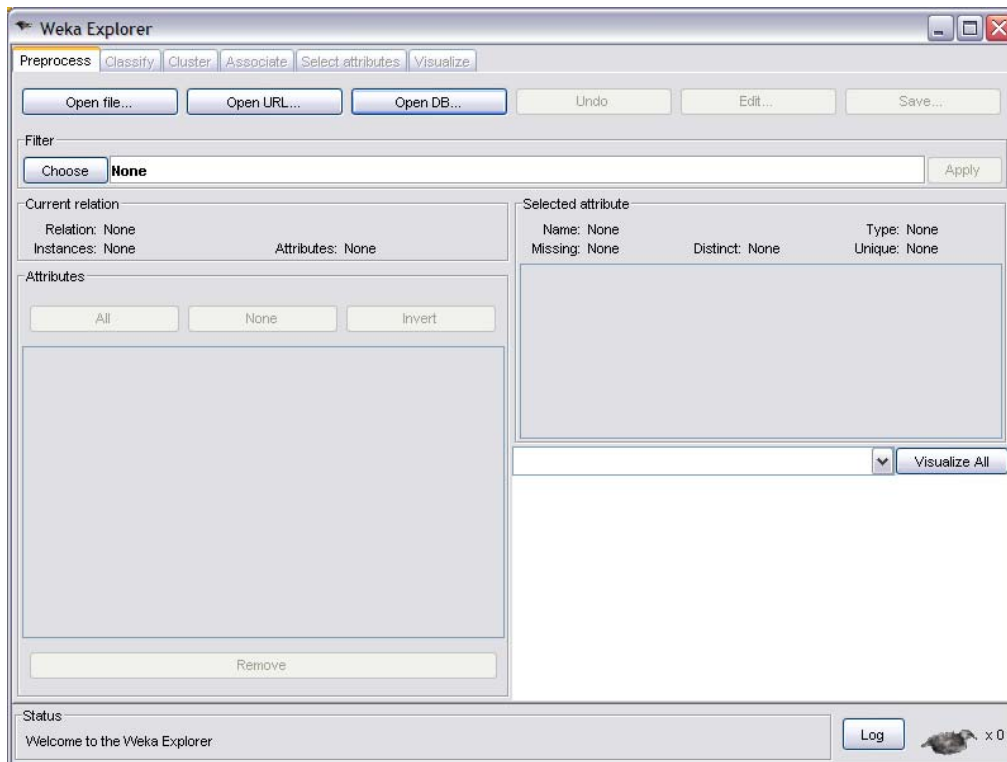 Weka Explorer
Preprocess Classify Cluster Associate Select attributes Visualize
Open file... Open URL... Open DB... Undo Edit... Save...
Filter
Choose None Apply
Current relation
Relation: None
Instances: None Attributes: None
Attributes
All None Invert
Remove
Selected attribute
Name: None Type: None
Missing: None Distinct: None Unique: None
Visualize All
Status
Welcome to the Weka Explorer
Log x 0